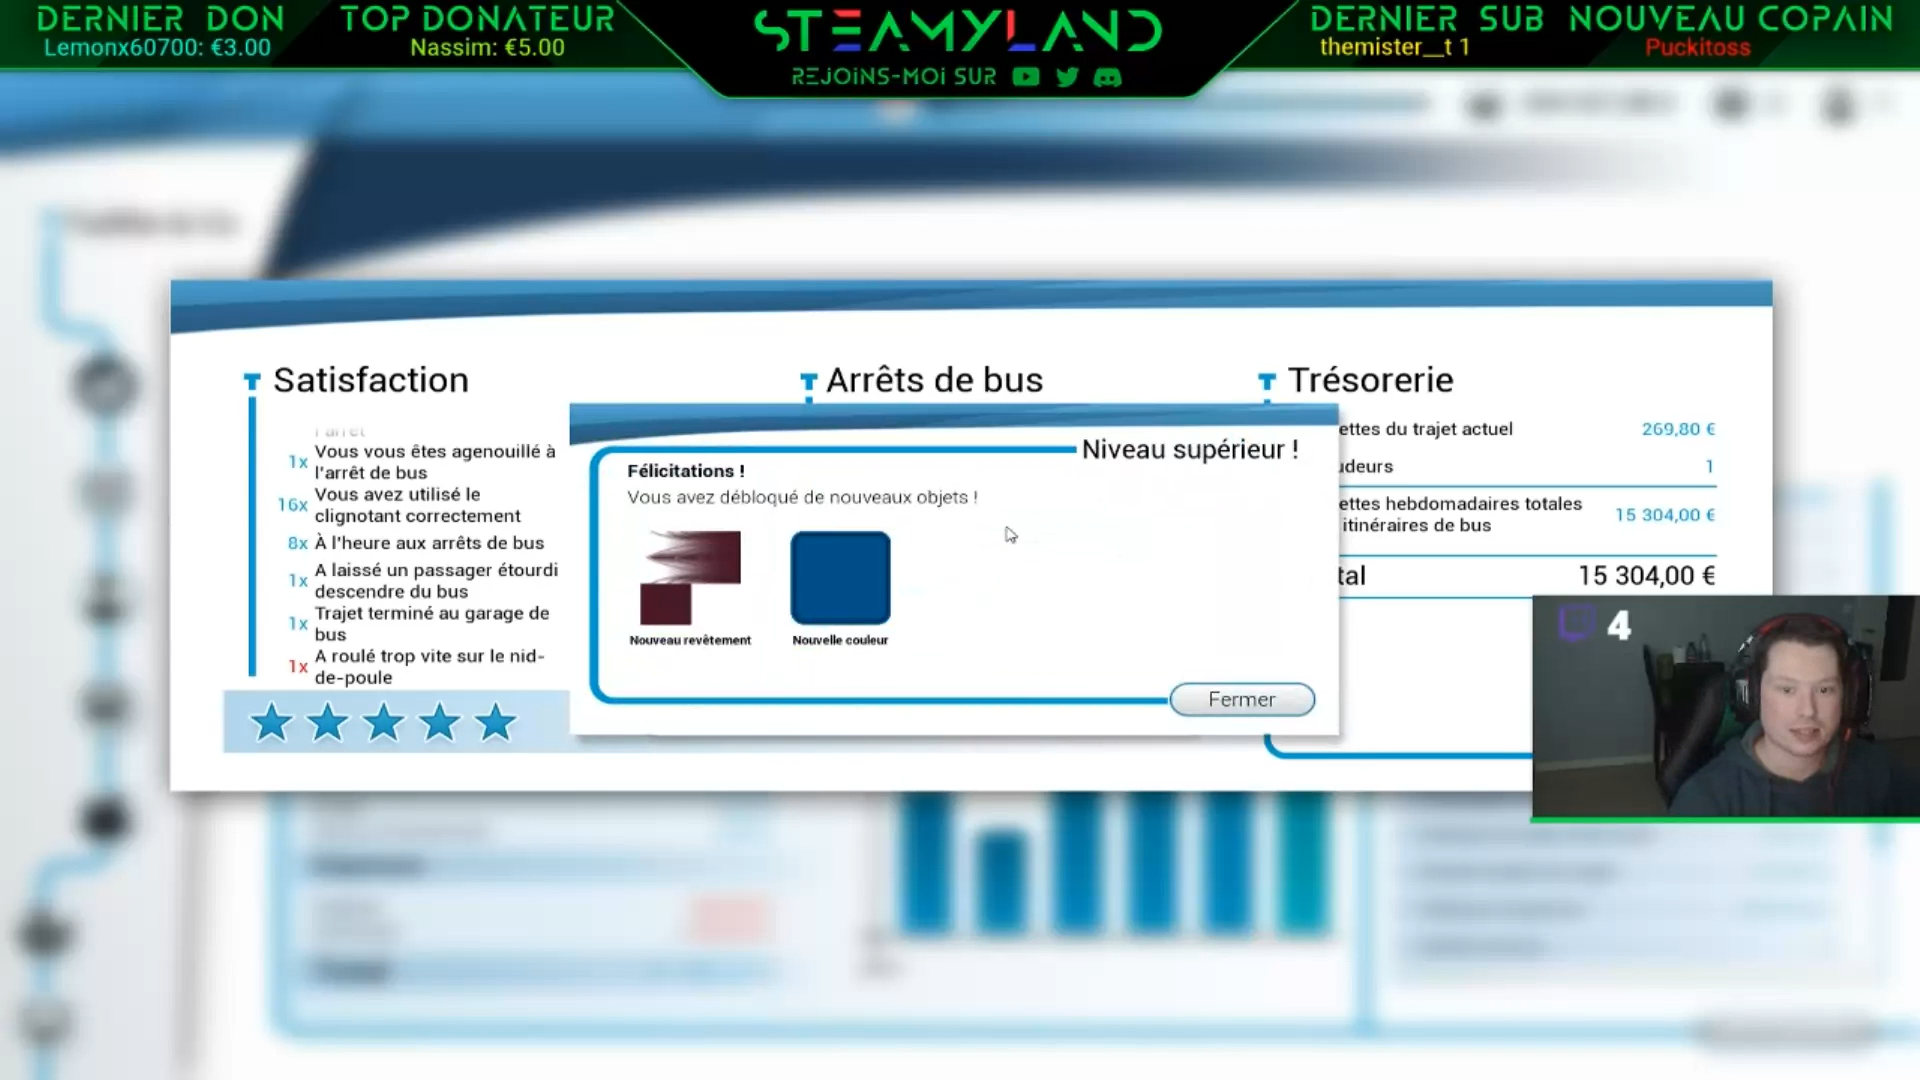 DERNIER DON
Lemonx60700: €3.00
TOP DONATEUR
Nassim: €5.00
STEAMYLAND
REJOINS-MOI SUR
DERNIER SUB
themister__t 1
NOUVEAU COPAIN
Puckitoss
Satisfaction
1x Vous vous êtes agenouillé à
l'arrêt de bus
16x Vous avez utilisé le
clignotant correctement
8x À l'heure aux arrêts de bus
1x A laissé un passager étourdi
descendre du bus
1x Trajet terminé au garage de
bus
1x A roulé trop vite sur le nid-
de-poule
Arrêts de bus
Niveau supérieur !
Félicitations !
Vous avez débloqué de nouveaux objets !
Nouveau revêtement
Nouvelle couleur
Fermer
Trésorerie
ettes du trajet actuel 269,80 €
udeurs 1
ettes hebdomadaires totales
itinéraires de bus 15 304,00 €
tal 15 304,00 €
4